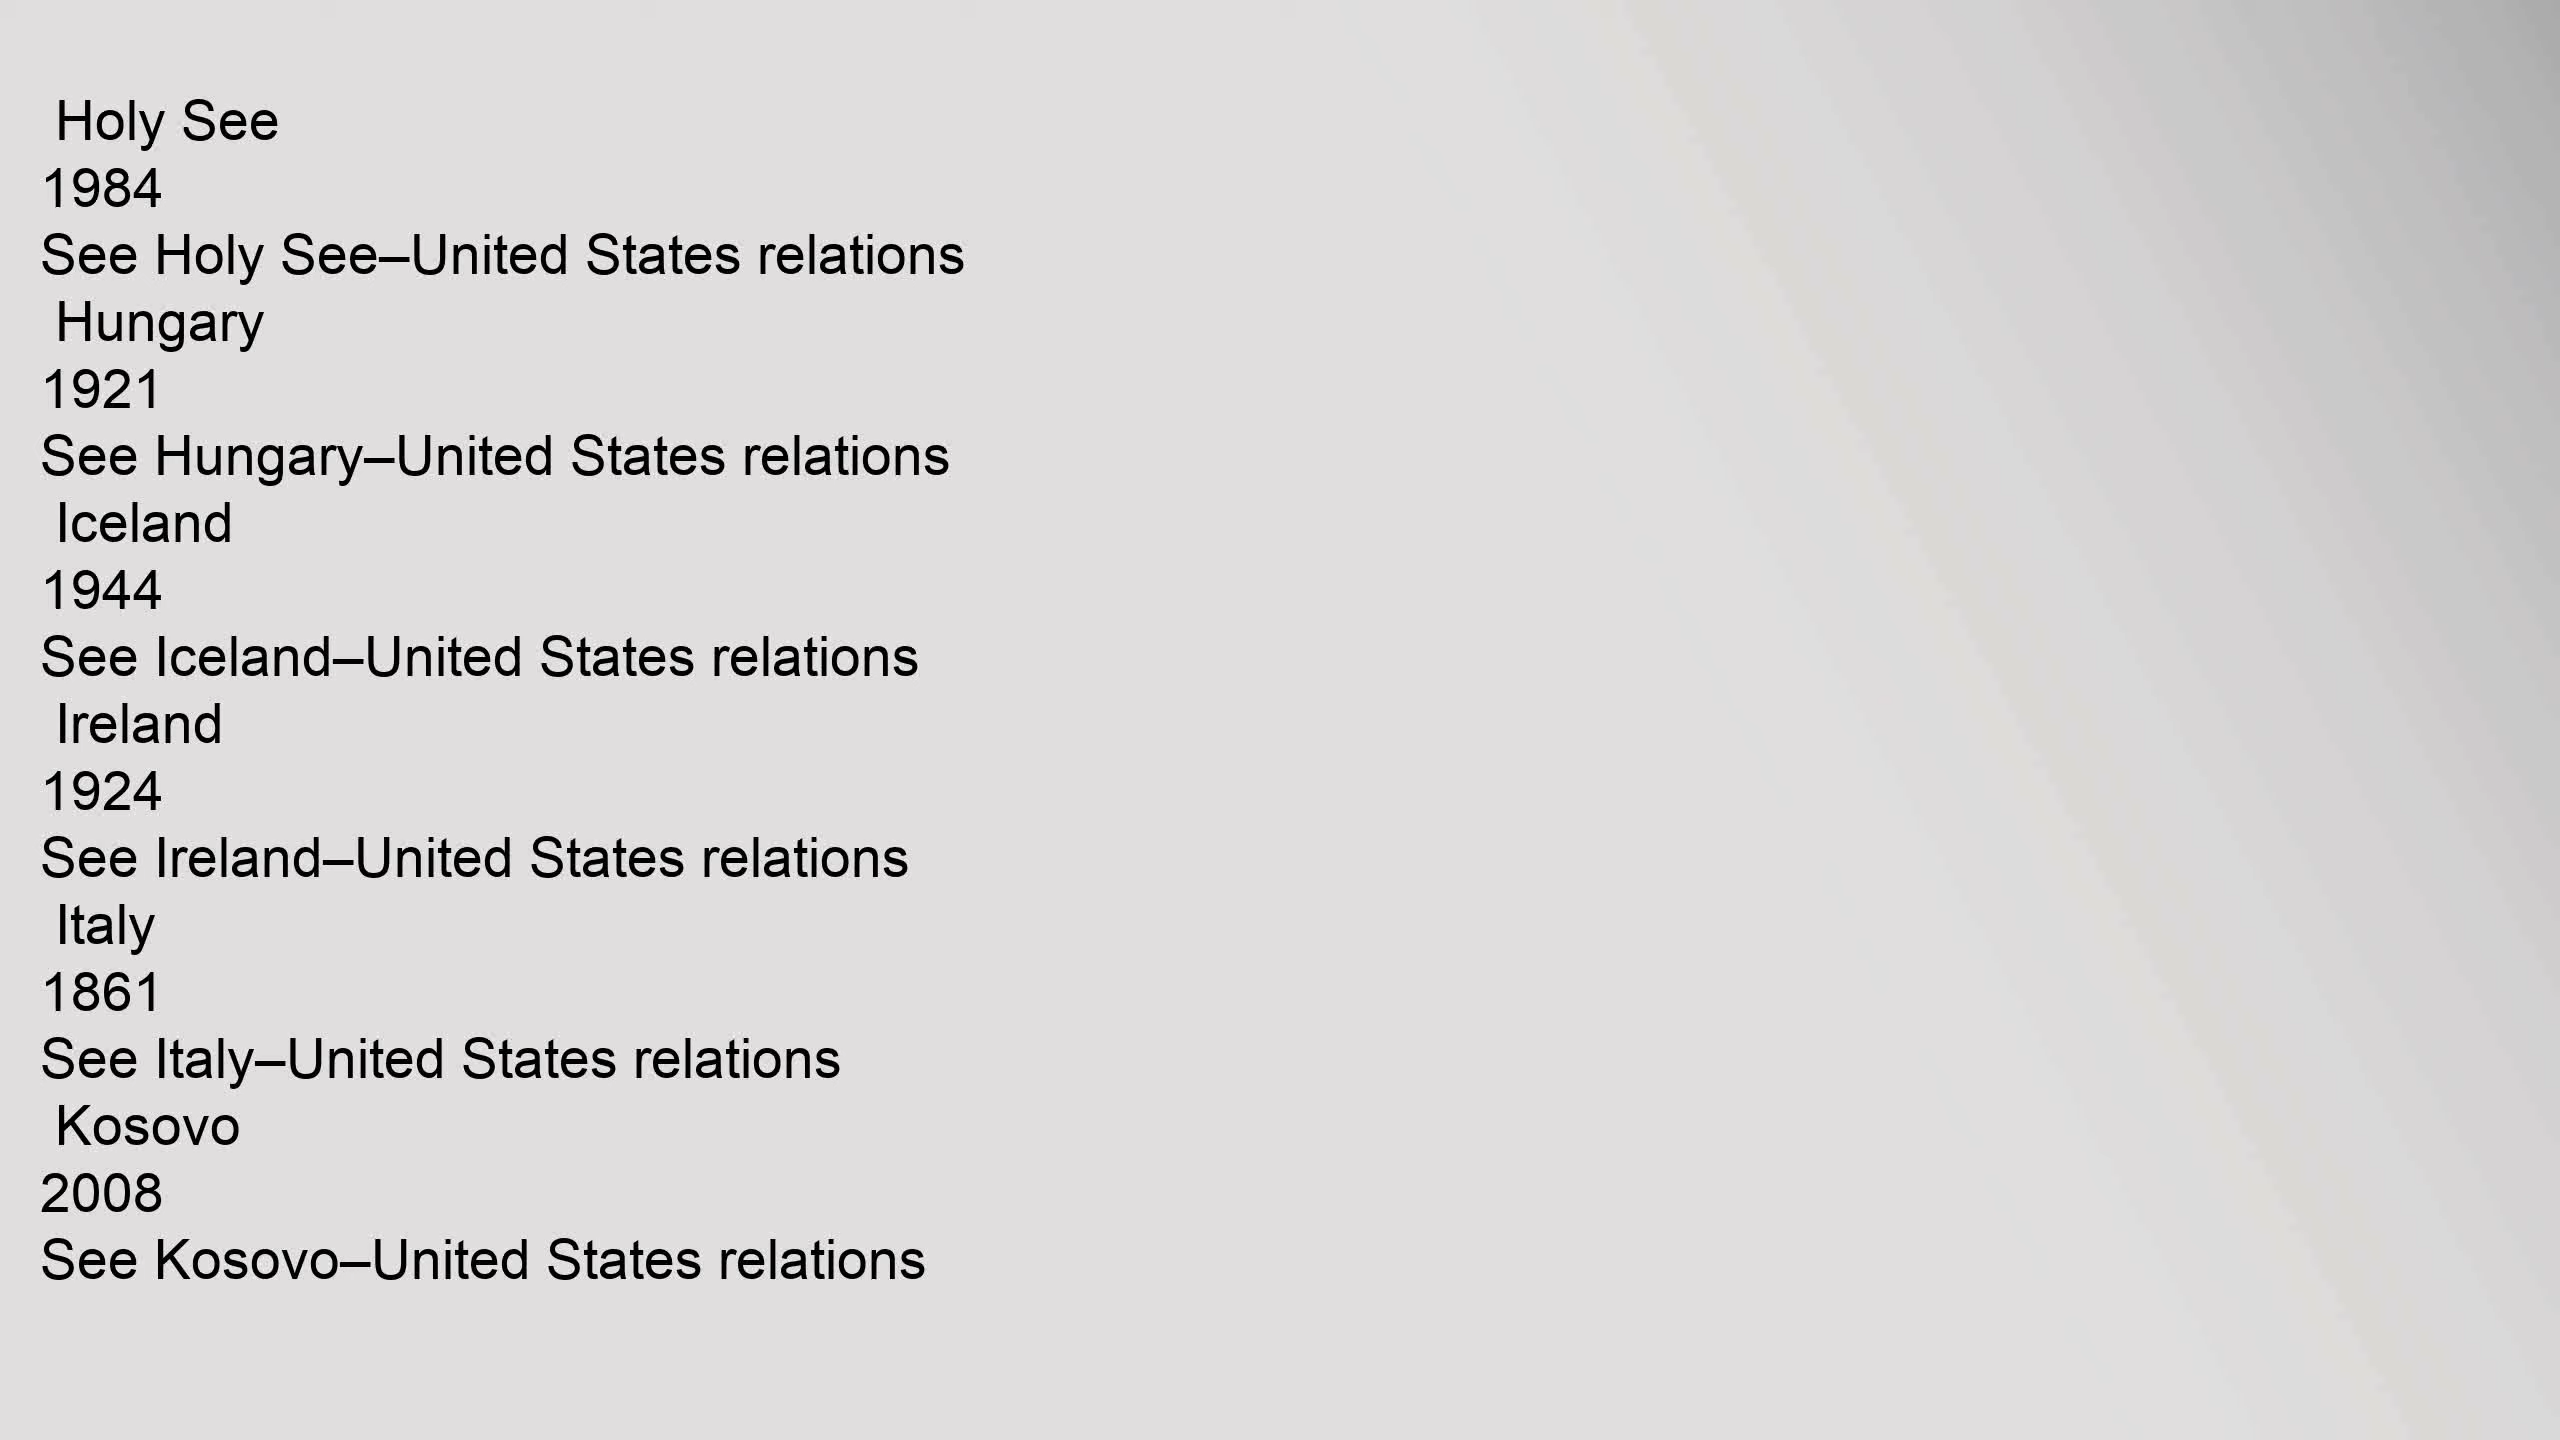 Holy See
1984
See Holy See–United States relations
Hungary
1921
See Hungary–United States relations
Iceland
1944
See Iceland–United States relations
Ireland
1924
See Ireland–United States relations
Italy
1861
See Italy–United States relations
Kosovo
2008
See Kosovo–United States relations